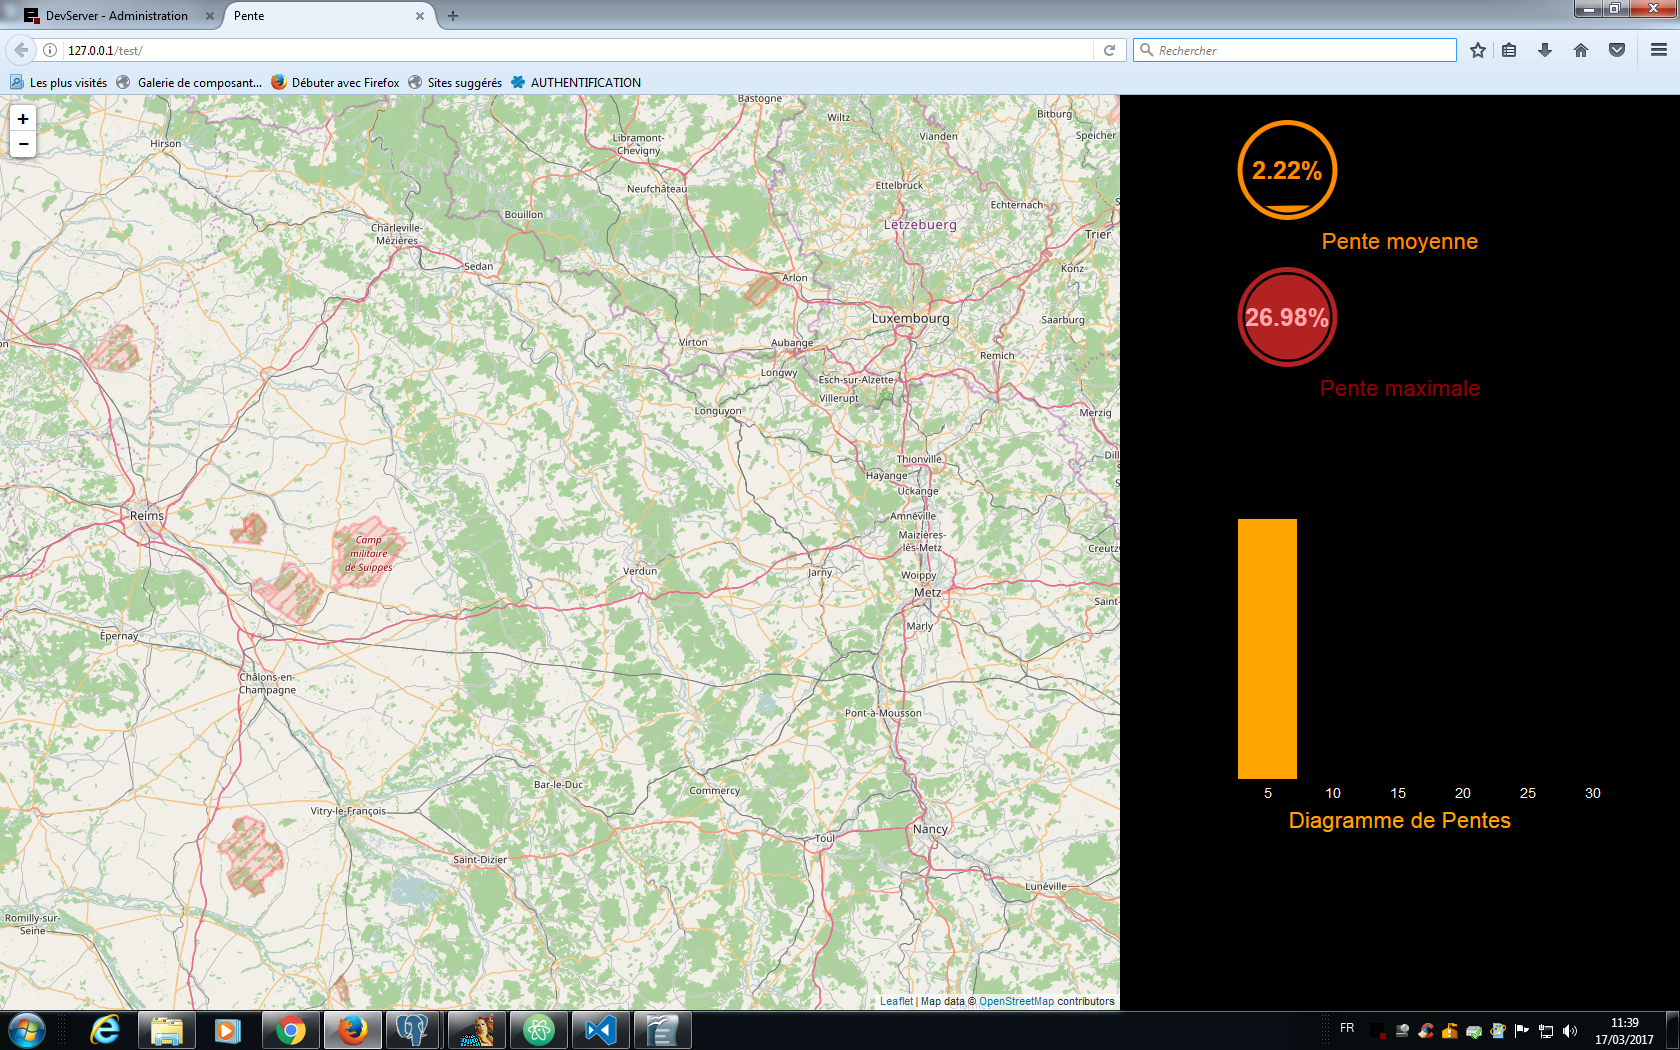 DevServer - Administration
Pente
127.0.0.1/test/
Rechercher
Les plus visités
Galerie de composant...
Débuter avec Firefox
Sites suggérés
AUTHENTIFICATION
+
−
Bastogne
Hirson
Wiltz
Bitburg
Libramont-
Chevigny
Vianden
Speicher
Neufchâteau
Ettelbruck
Bouillon
Echternach
Charleville-
Mézières
Lëtzebuerg
Trier
Sedan
Konz
Arlon
Luxembourg
Saarburg
Virton
Aubange
Remich
Longwy
Esch-sur-Alzette
Villerupt
Longuyon
Merzig
Thionville
Hayange
Uckange
Reims
Amnéville
Camp
militaire
de Suippes
Maizières-
lès-Metz
Creutz
Verdun
Jarny
Woippy
Metz
Saint-
Marly
Épernay
Châlons-en-
Champagne
Pont-à-Mousson
Bar-le-Duc
Commercy
Vitry-le-François
Toul
Nancy
Saint-Dizier
Lunéville
Romilly-sur-
Seine
Leaflet | Map data © OpenStreetMap contributors
2.22%
Pente moyenne
26.98%
Pente maximale
5 10 15 20 25 30
Diagramme de Pentes
FR
11:39
17/03/2017